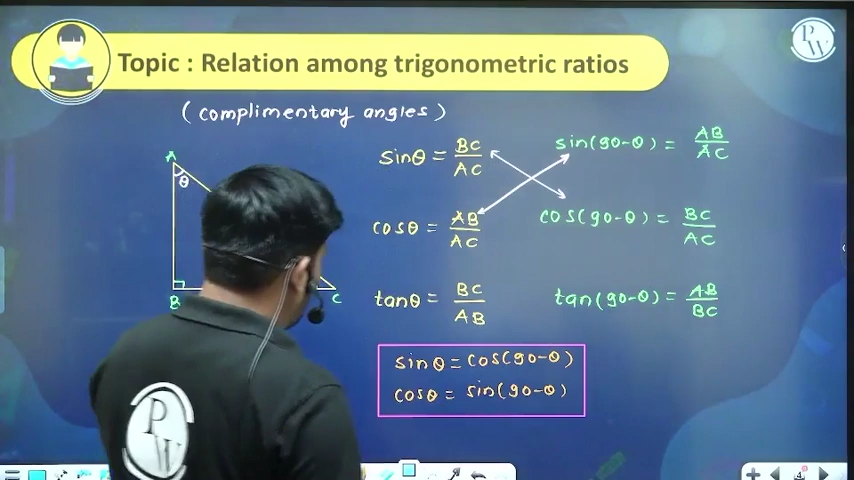 Topic : Relation among trigonometric ratios
PW
(complimentary angles)
A
θ
B
C
sinθ = BC/AC
sin(90-θ) = AB/AC
cosθ = AB/AC
cos(90-θ) = BC/AC
tanθ = BC/AB
tan(90-θ) = AB/BC
sinθ = cos(90-θ)
cosθ = sin(90-θ)
PW